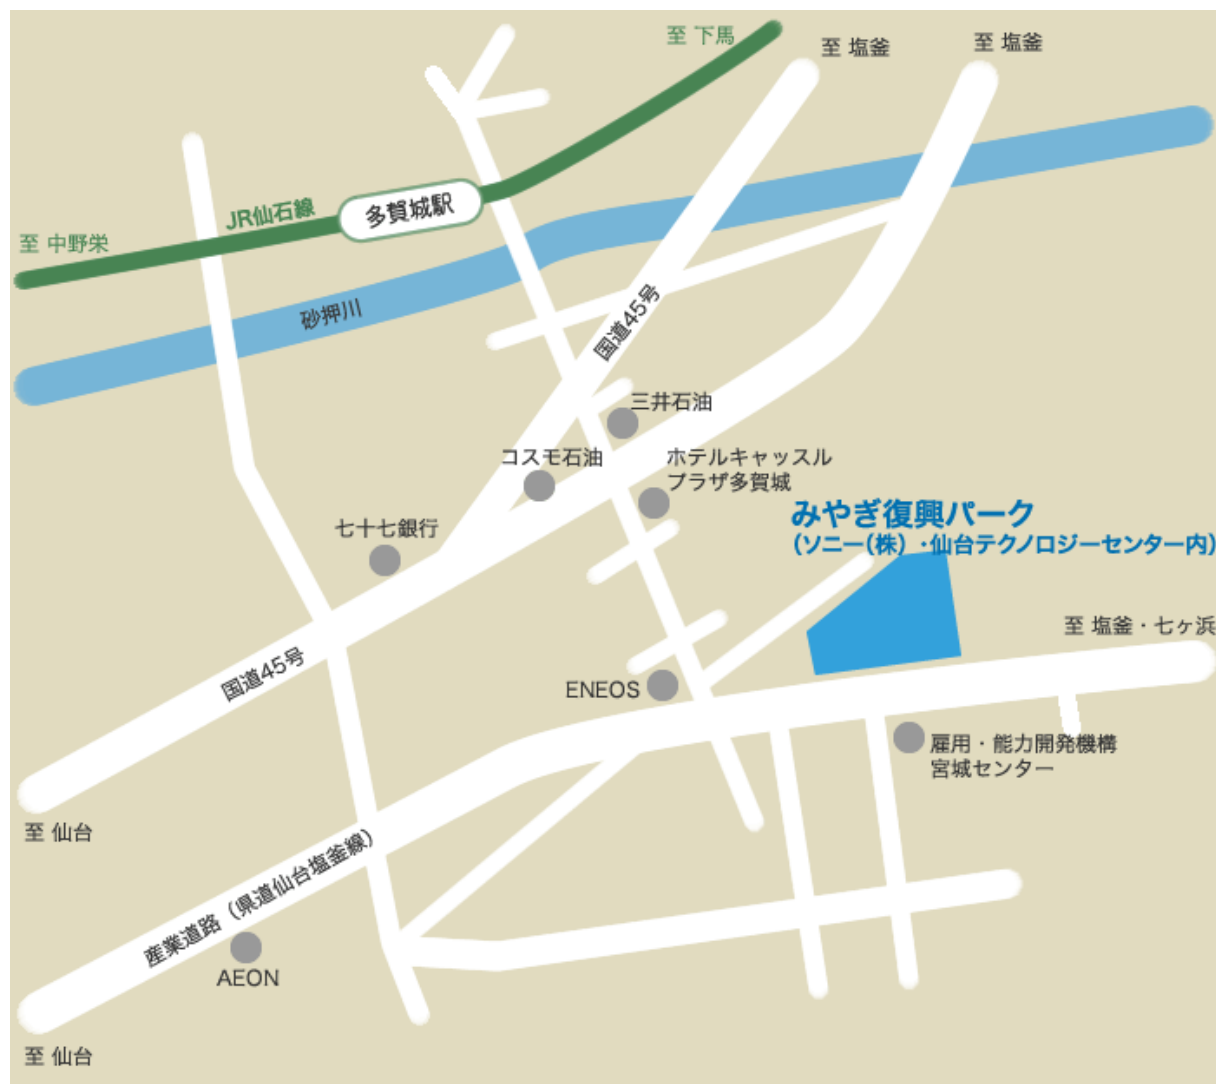 至 下馬
至 塩釜
至 塩釜
JR仙石線
多賀城駅
至 中野栄
砂押川
国道45号
三井石油
コスモ石油
ホテルキャッスル
プラザ多賀城
七十七銀行
みやぎ復興パーク
（ソニー（株）・仙台テクノロジーセンター内）
至 塩釜・七ヶ浜
国道45号
ENEOS
雇用・能力開発機構
宮城センター
至 仙台
産業道路（県道仙台塩釜線）
AEON
至 仙台